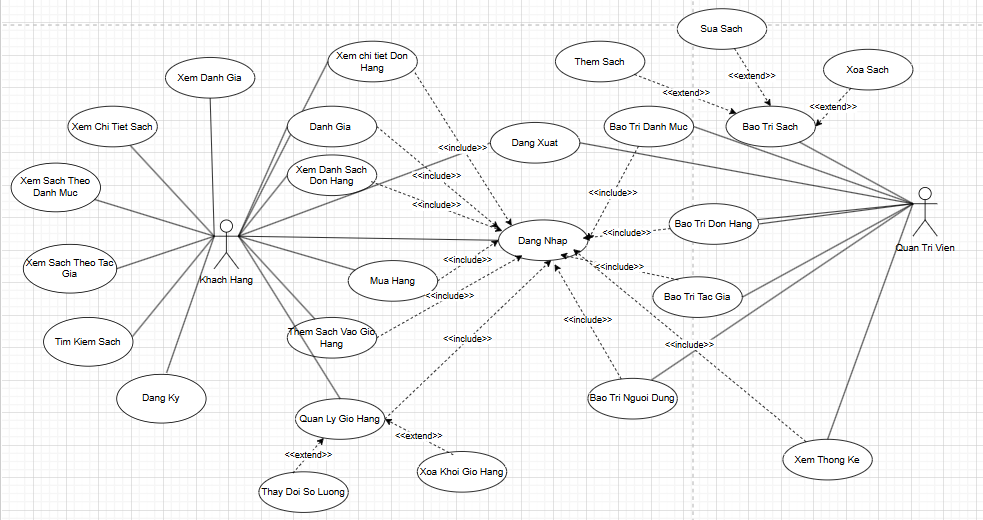 Sua Sach
Xem chi tiet Don
Hang
Them Sach
Xoa Sach
Xem Danh Gia
<<extend>>
<<extend>>
<<extend>>
Xem Chi Tiet Sach
Danh Gia
Bao Tri Danh Muc
Bao Tri Sach
Dang Xuat
<<include>>
Xem Danh Sach
Don Hang
<<include>>
Xem Sach Theo
Danh Muc
<<include>>
<<include>>
Bao Tri Don Hang
<<include>>
Dang Nhap
Quan Tri Vien
Xem Sach Theo Tac
Gia
<<include>>
<<include>>
Khach Hang
Mua Hang
<<include>>
Bao Tri Tac Gia
<<include>>
Them Sach Vao Gio
Hang
<<include>>
<<include>>
Tim Kiem Sach
Dang Ky
Bao Tri Nguoi Dung
Quan Ly Gio Hang
<<extend>>
<<extend>>
Xem Thong Ke
Xoa Khoi Gio Hang
Thay Doi So Luong